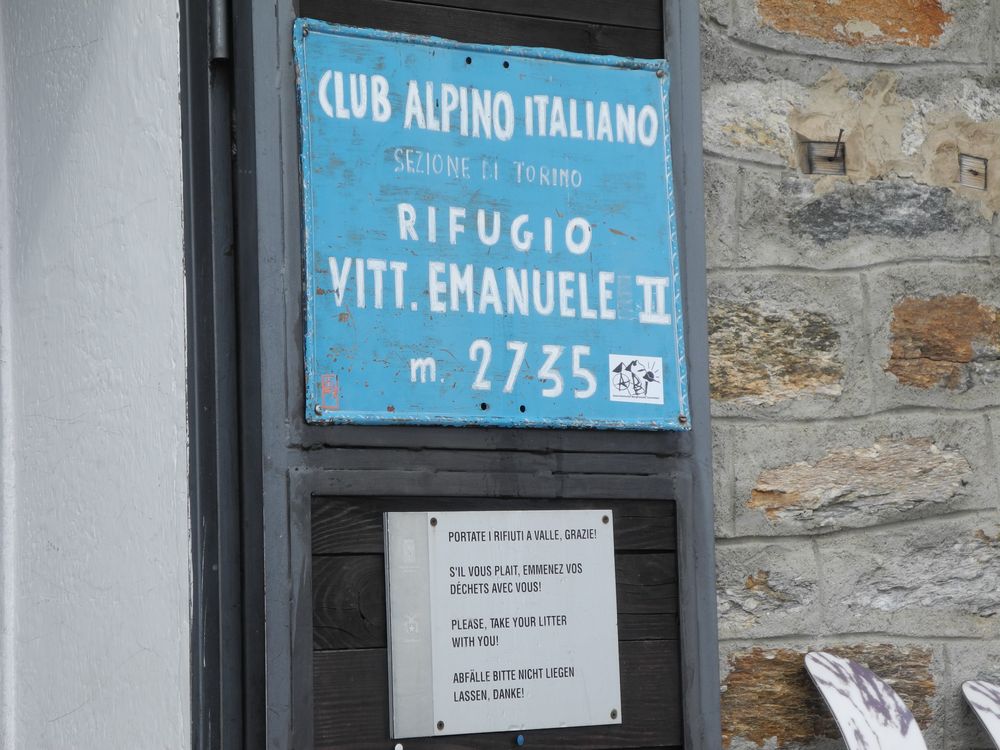 CLUB ALPINO ITALIANO
SEZIONE DI TORINO
RIFUGIO
VITT. EMANUELE II
m. 2735
PORTATE I RIFIUTI A VALLE, GRAZIE!
S'IL VOUS PLAIT, EMMENEZ VOS
DÈCHETS AVEC VOUS!
PLEASE, TAKE YOUR LITTER
WITH YOU!
ABFÄLLE BITTE NICHT LIEGEN
LASSEN, DANKE!